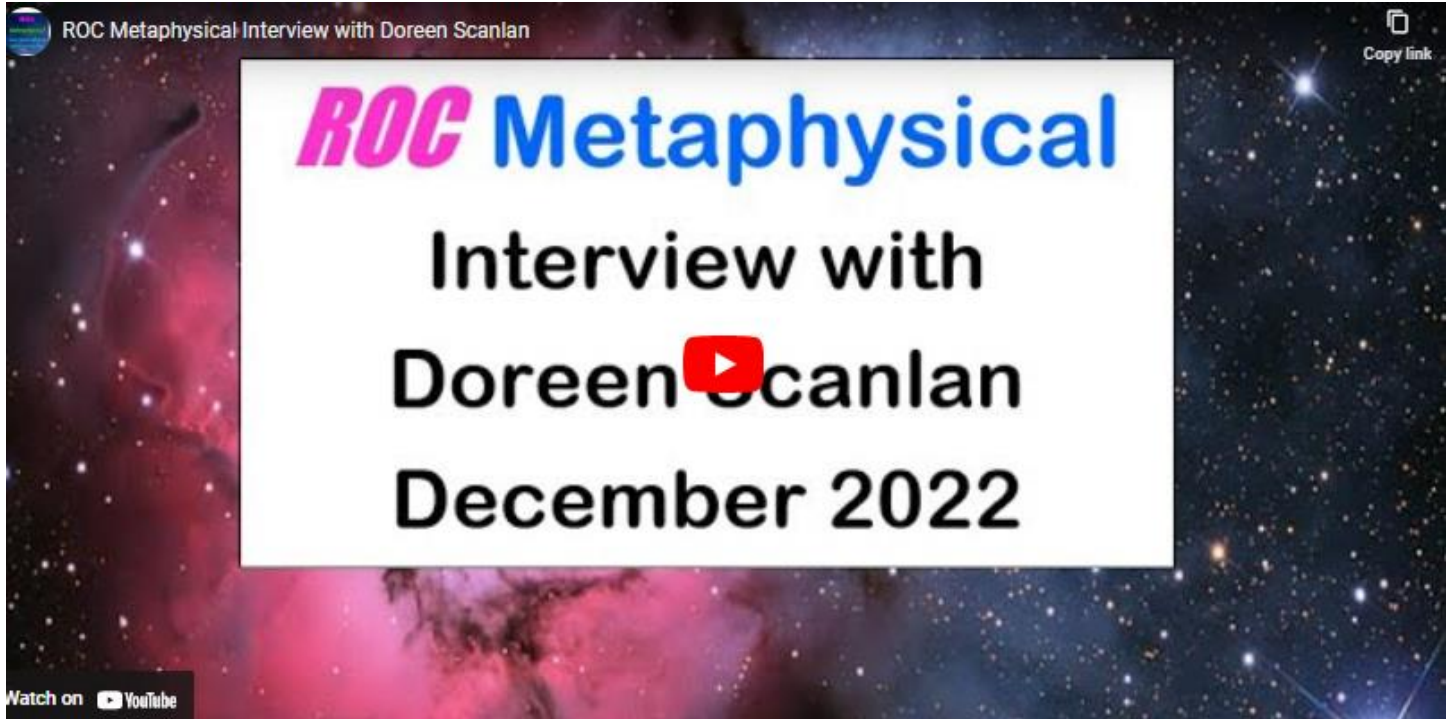 ROC Metaphysical Interview with Doreen Scanlan
Copy link
ROC Metaphysical
Interview with
Doreen Scanlan
December 2022
Watch on YouTube